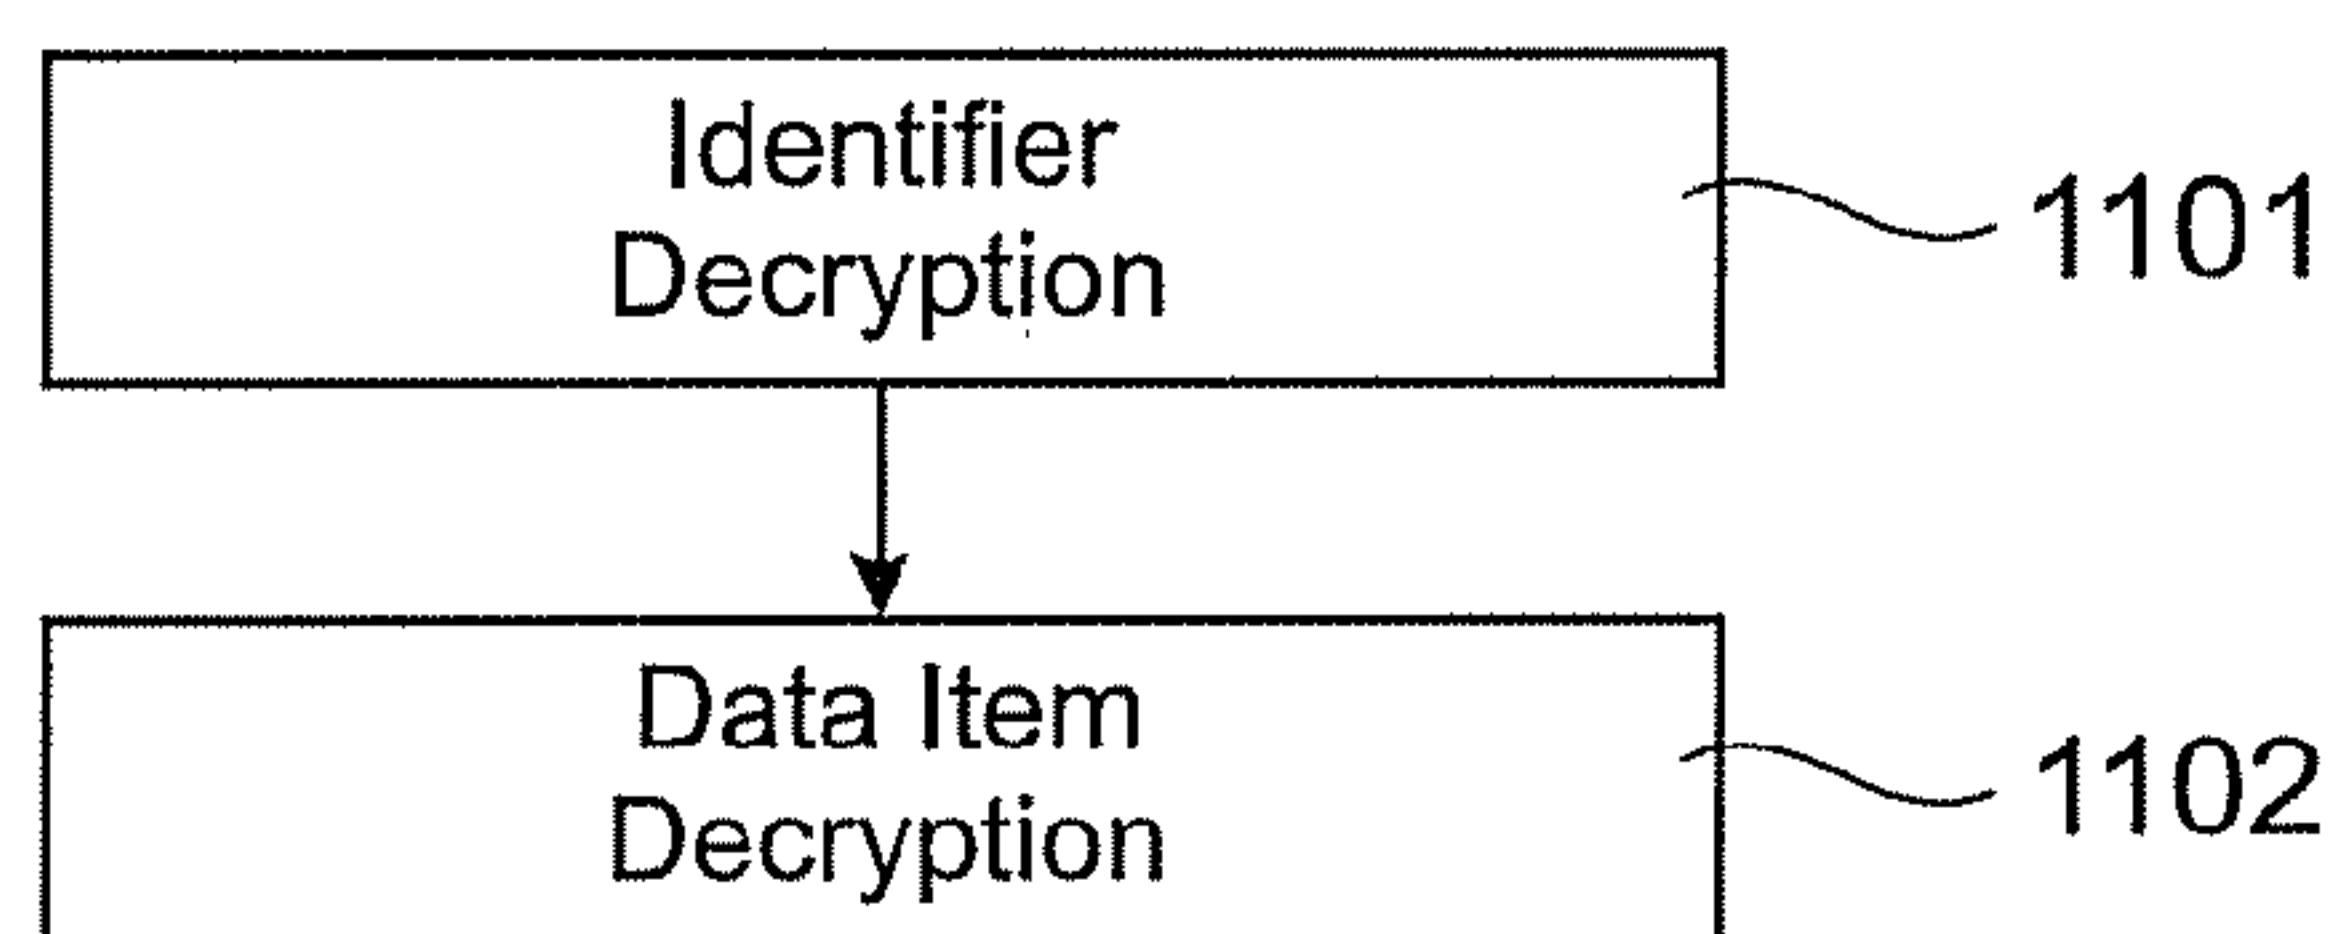 Identifier
Decryption
1101
Data Item
Decryption
1102